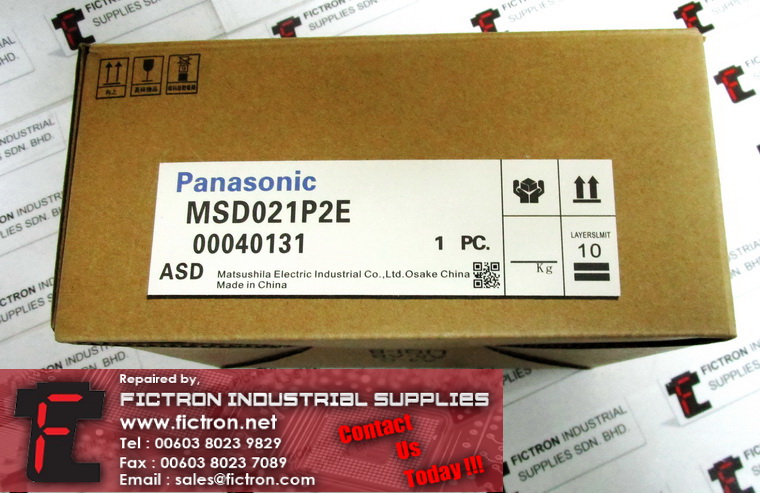 Panasonic
MSD021P2E
00040131
1 PC.
ASD
Matsushila Electric Industrial Co.,Ltd.Osake China
Made in China
Kg
LAYERSLMIT
10
向上
Repaired by,
FICTRON INDUSTRIAL SUPPLIES
www.fictron.net
Tel : 00603 8023 9829
Fax : 00603 8023 7089
Email : sales@fictron.com
Contact
Us
Today !!!
FICTRON INDUSTRIAL
SUPPLIES SDN. BHD.